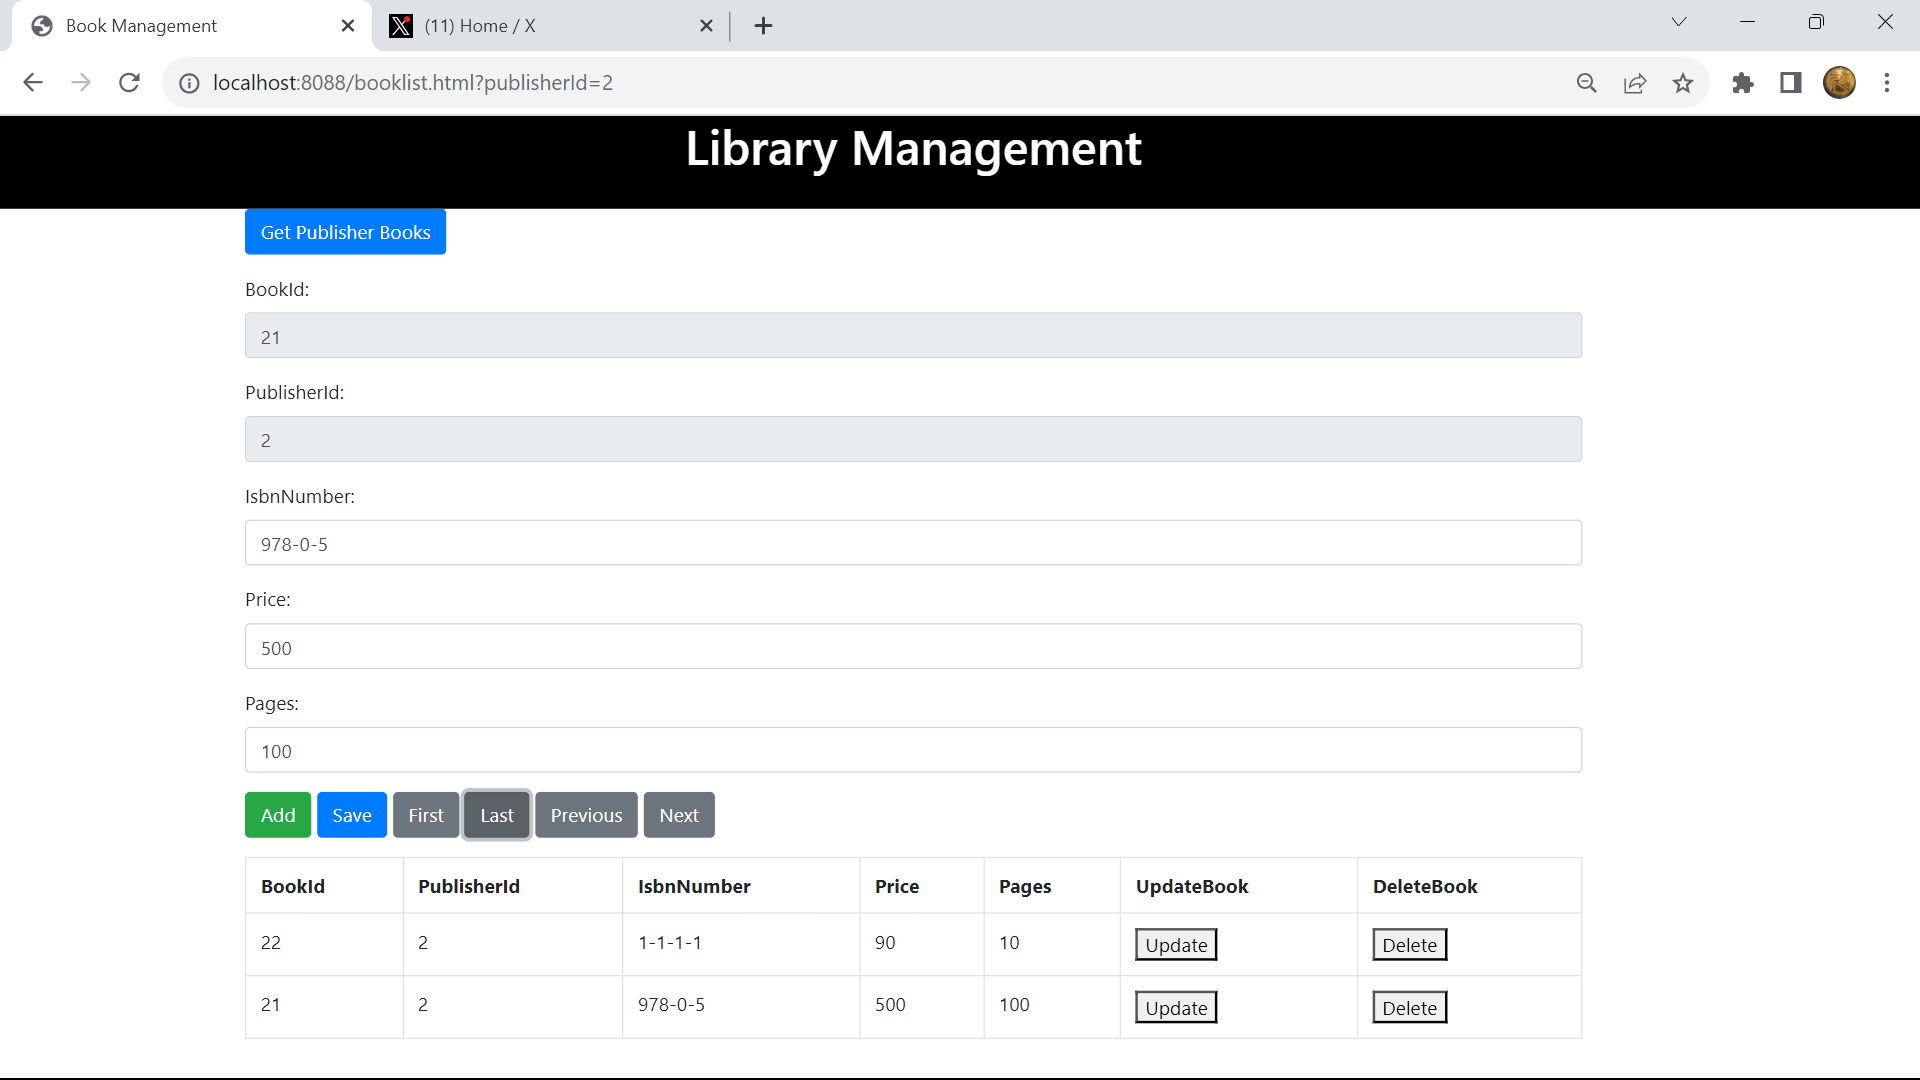 Book Management
(11) Home / X
localhost:8088/booklist.html?publisherId=2
Library Management
Get Publisher Books
BookId:
21
PublisherId:
2
IsbnNumber:
978-0-5
Price:
500
Pages:
100
Add Save First Last Previous Next
BookId PublisherId IsbnNumber Price Pages UpdateBook DeleteBook
22 2 1-1-1-1 90 10 Update Delete
21 2 978-0-5 500 100 Update Delete